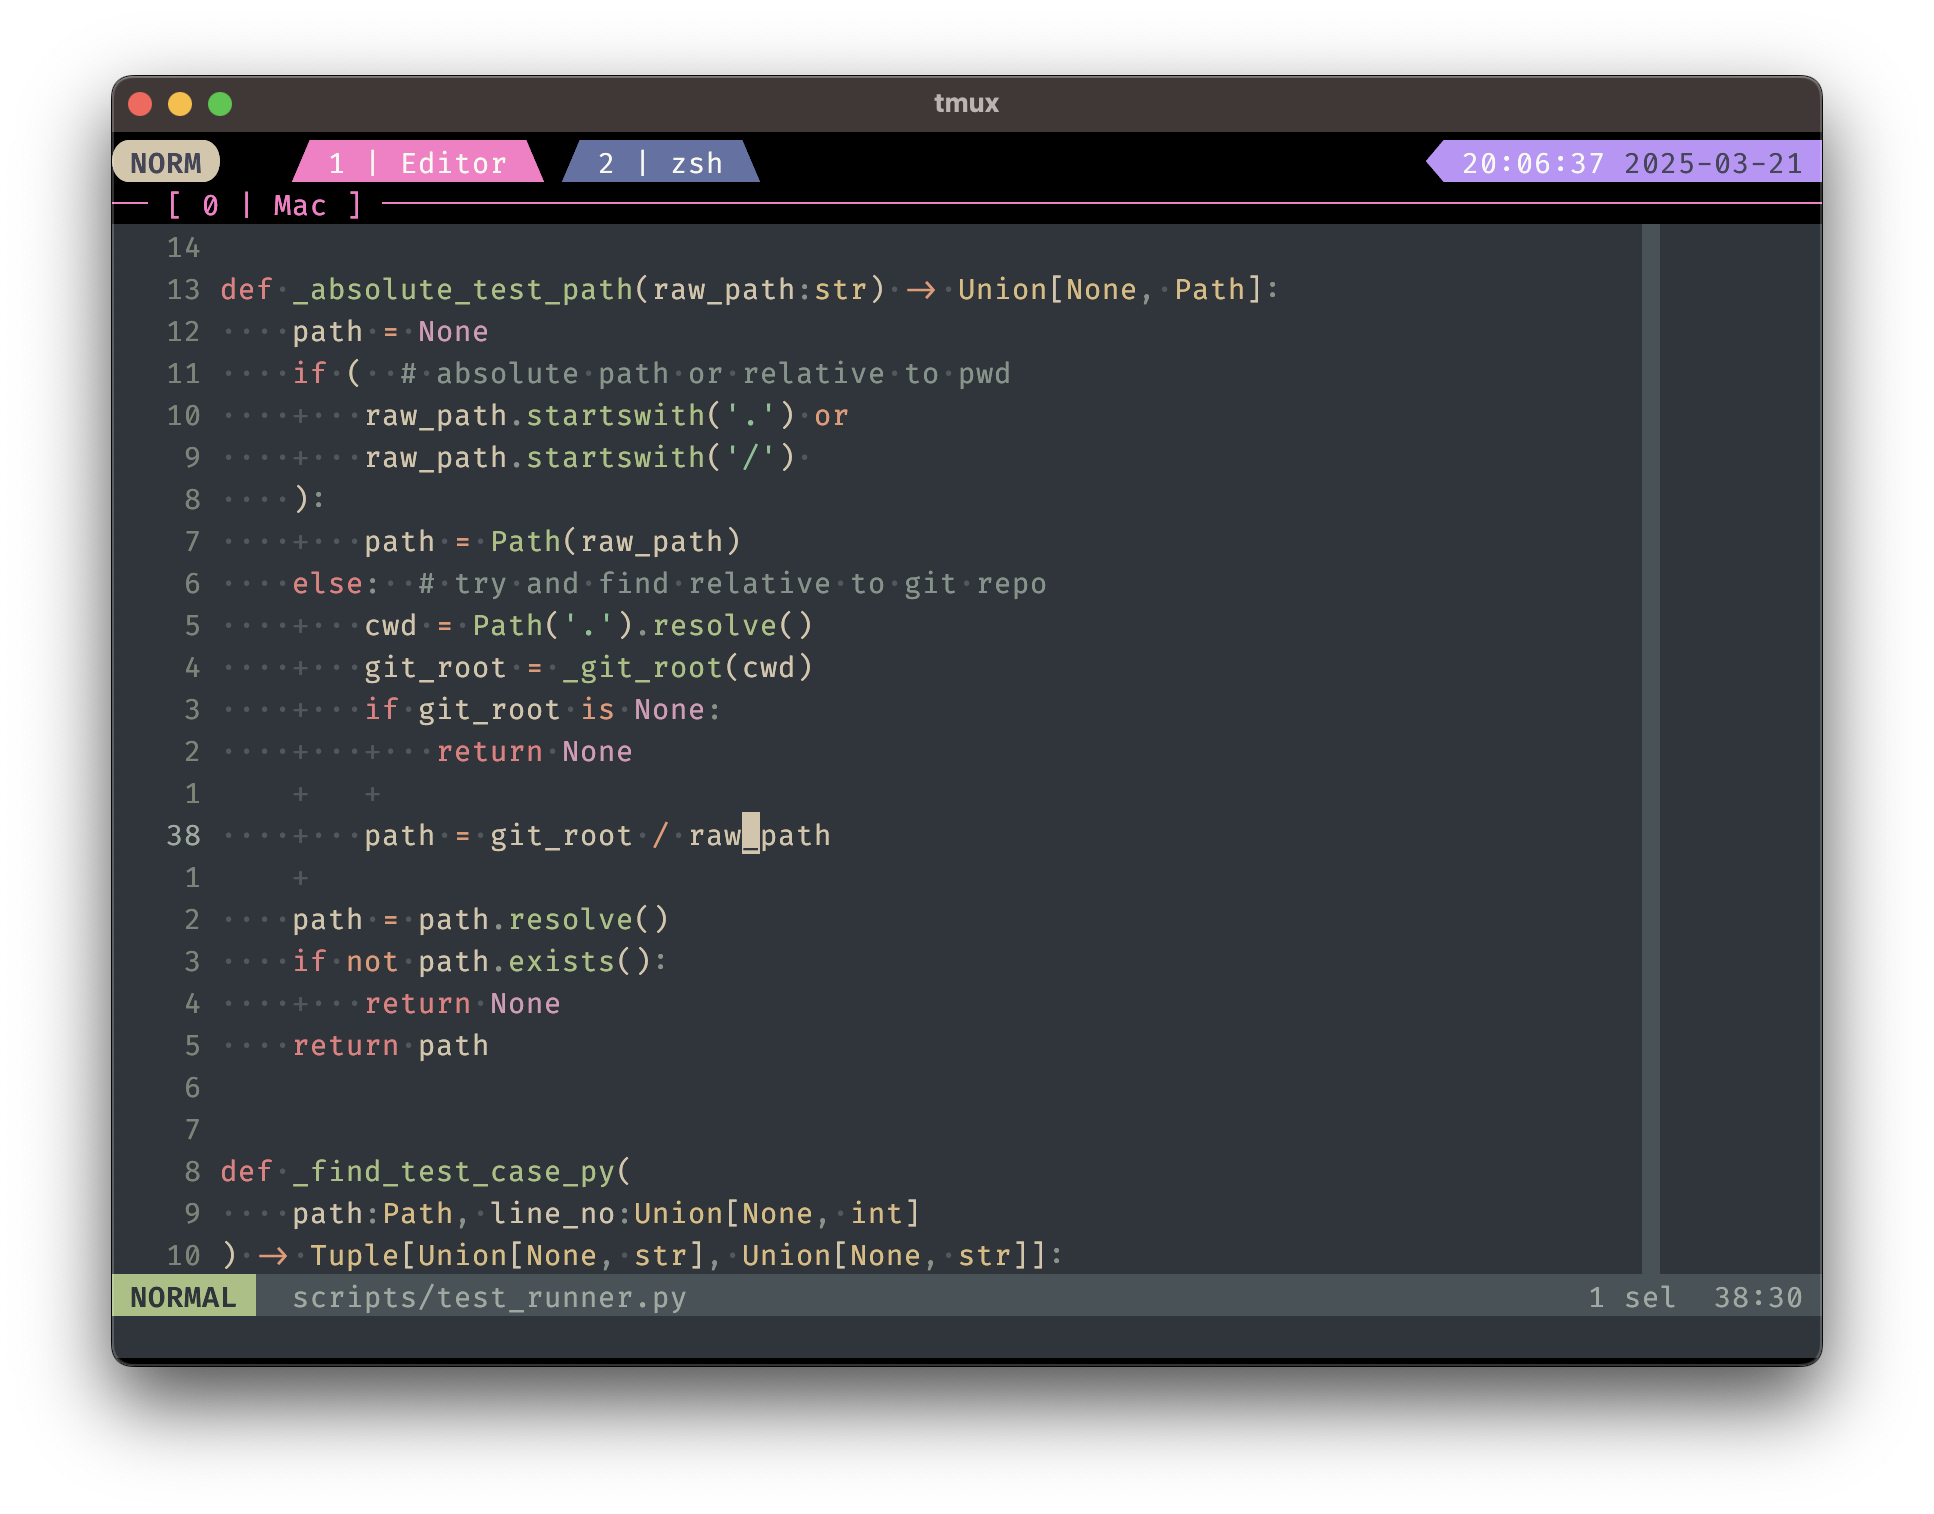 tmux
NORM 1 | Editor 2 | zsh 20:06:37 2025-03-21
[ 0 | Mac ]
14
13 def _absolute_test_path(raw_path:str) -> Union[None, Path]:
12     path = None
11     if (  # absolute path or relative to pwd
10         raw_path.startswith('.') or
9         raw_path.startswith('/')
8     ):
7         path = Path(raw_path)
6     else:  # try and find relative to git repo
5         cwd = Path('.').resolve()
4         git_root = _git_root(cwd)
3         if git_root is None:
2             return None
1
38         path = git_root / raw_path
1
2     path = path.resolve()
3     if not path.exists():
4         return None
5     return path
6
7
8 def _find_test_case_py(
9     path:Path, line_no:Union[None, int]
10 ) -> Tuple[Union[None, str], Union[None, str]]:
NORMAL scripts/test_runner.py 1 sel 38:30